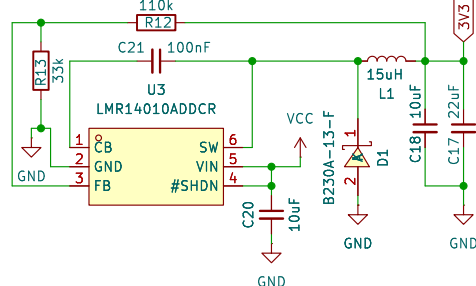 110k
R12
3V3
C21 100nF
R13
33k
U3
LMR14010ADDCR
15uH
L1
10uF
C18
22uF
C17
VCC
B230A-13-F
D1
1
2
A
GND
1 CB SW 6
2 GND VIN 5
3 FB #SHDN 4
C20
10uF
GND
GND
GND